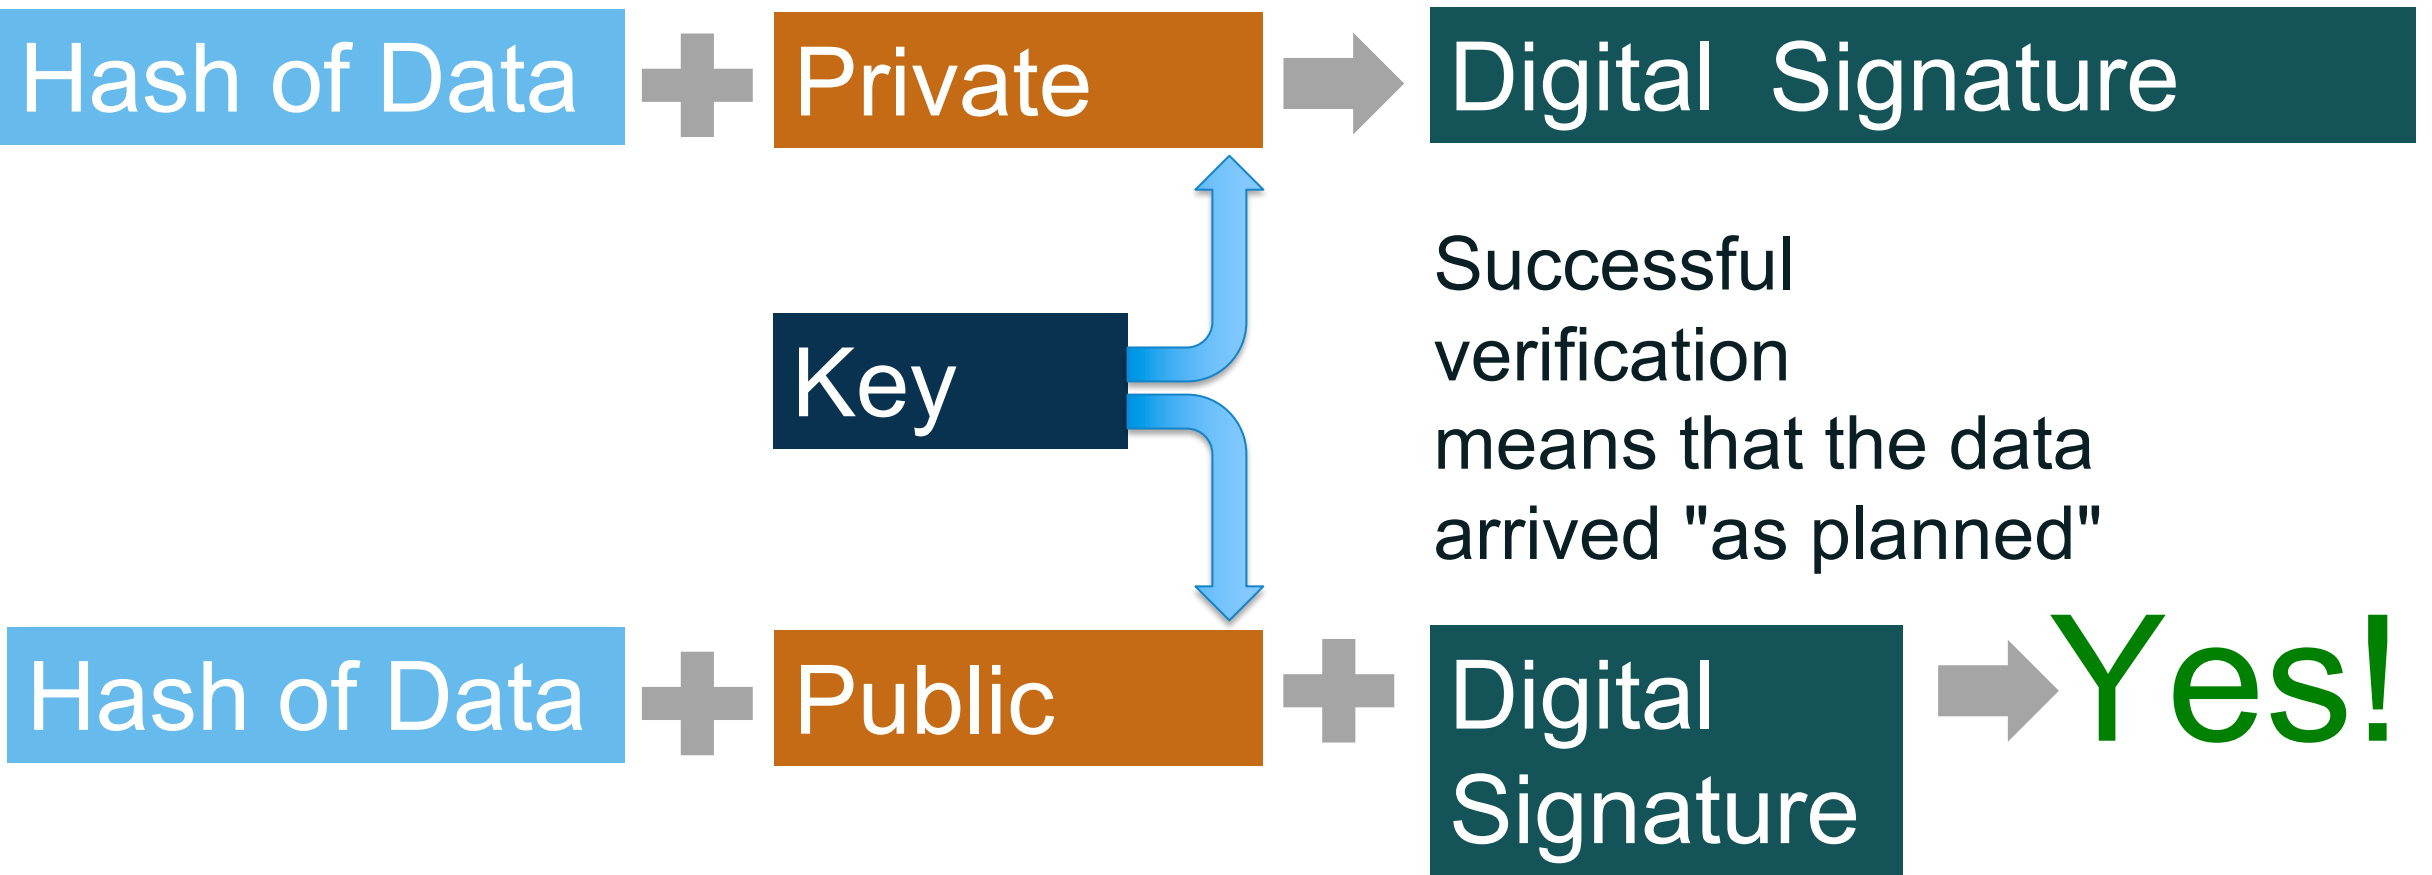 Hash of Data Private Digital Signature
Successful
verification
Key
means that the data
arrived "as planned"
Hash of Data Public Digital
Signature
Yes!